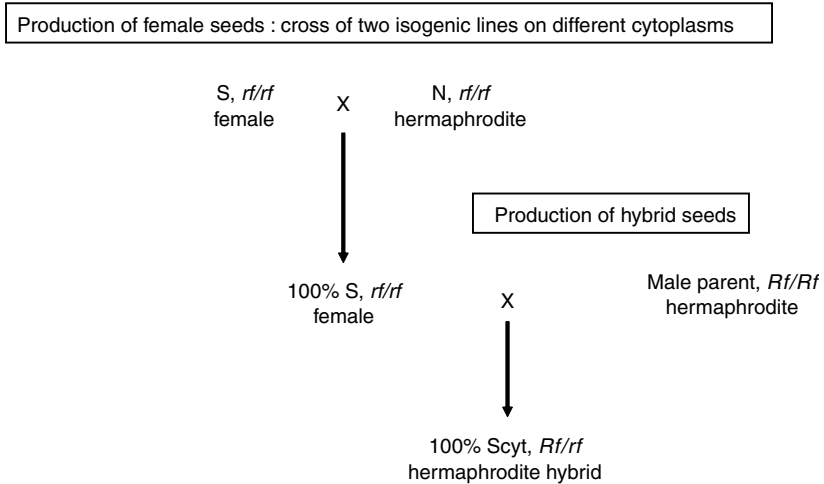 Production of female seeds : cross of two isogenic lines on different cytoplasms
S, rf/rf
female
X
N, rf/rf
hermaphrodite
Production of hybrid seeds
100% S, rf/rf
female
X
Male parent, Rf/Rf
hermaphrodite
100% Scyt, Rf/rf
hermaphrodite hybrid